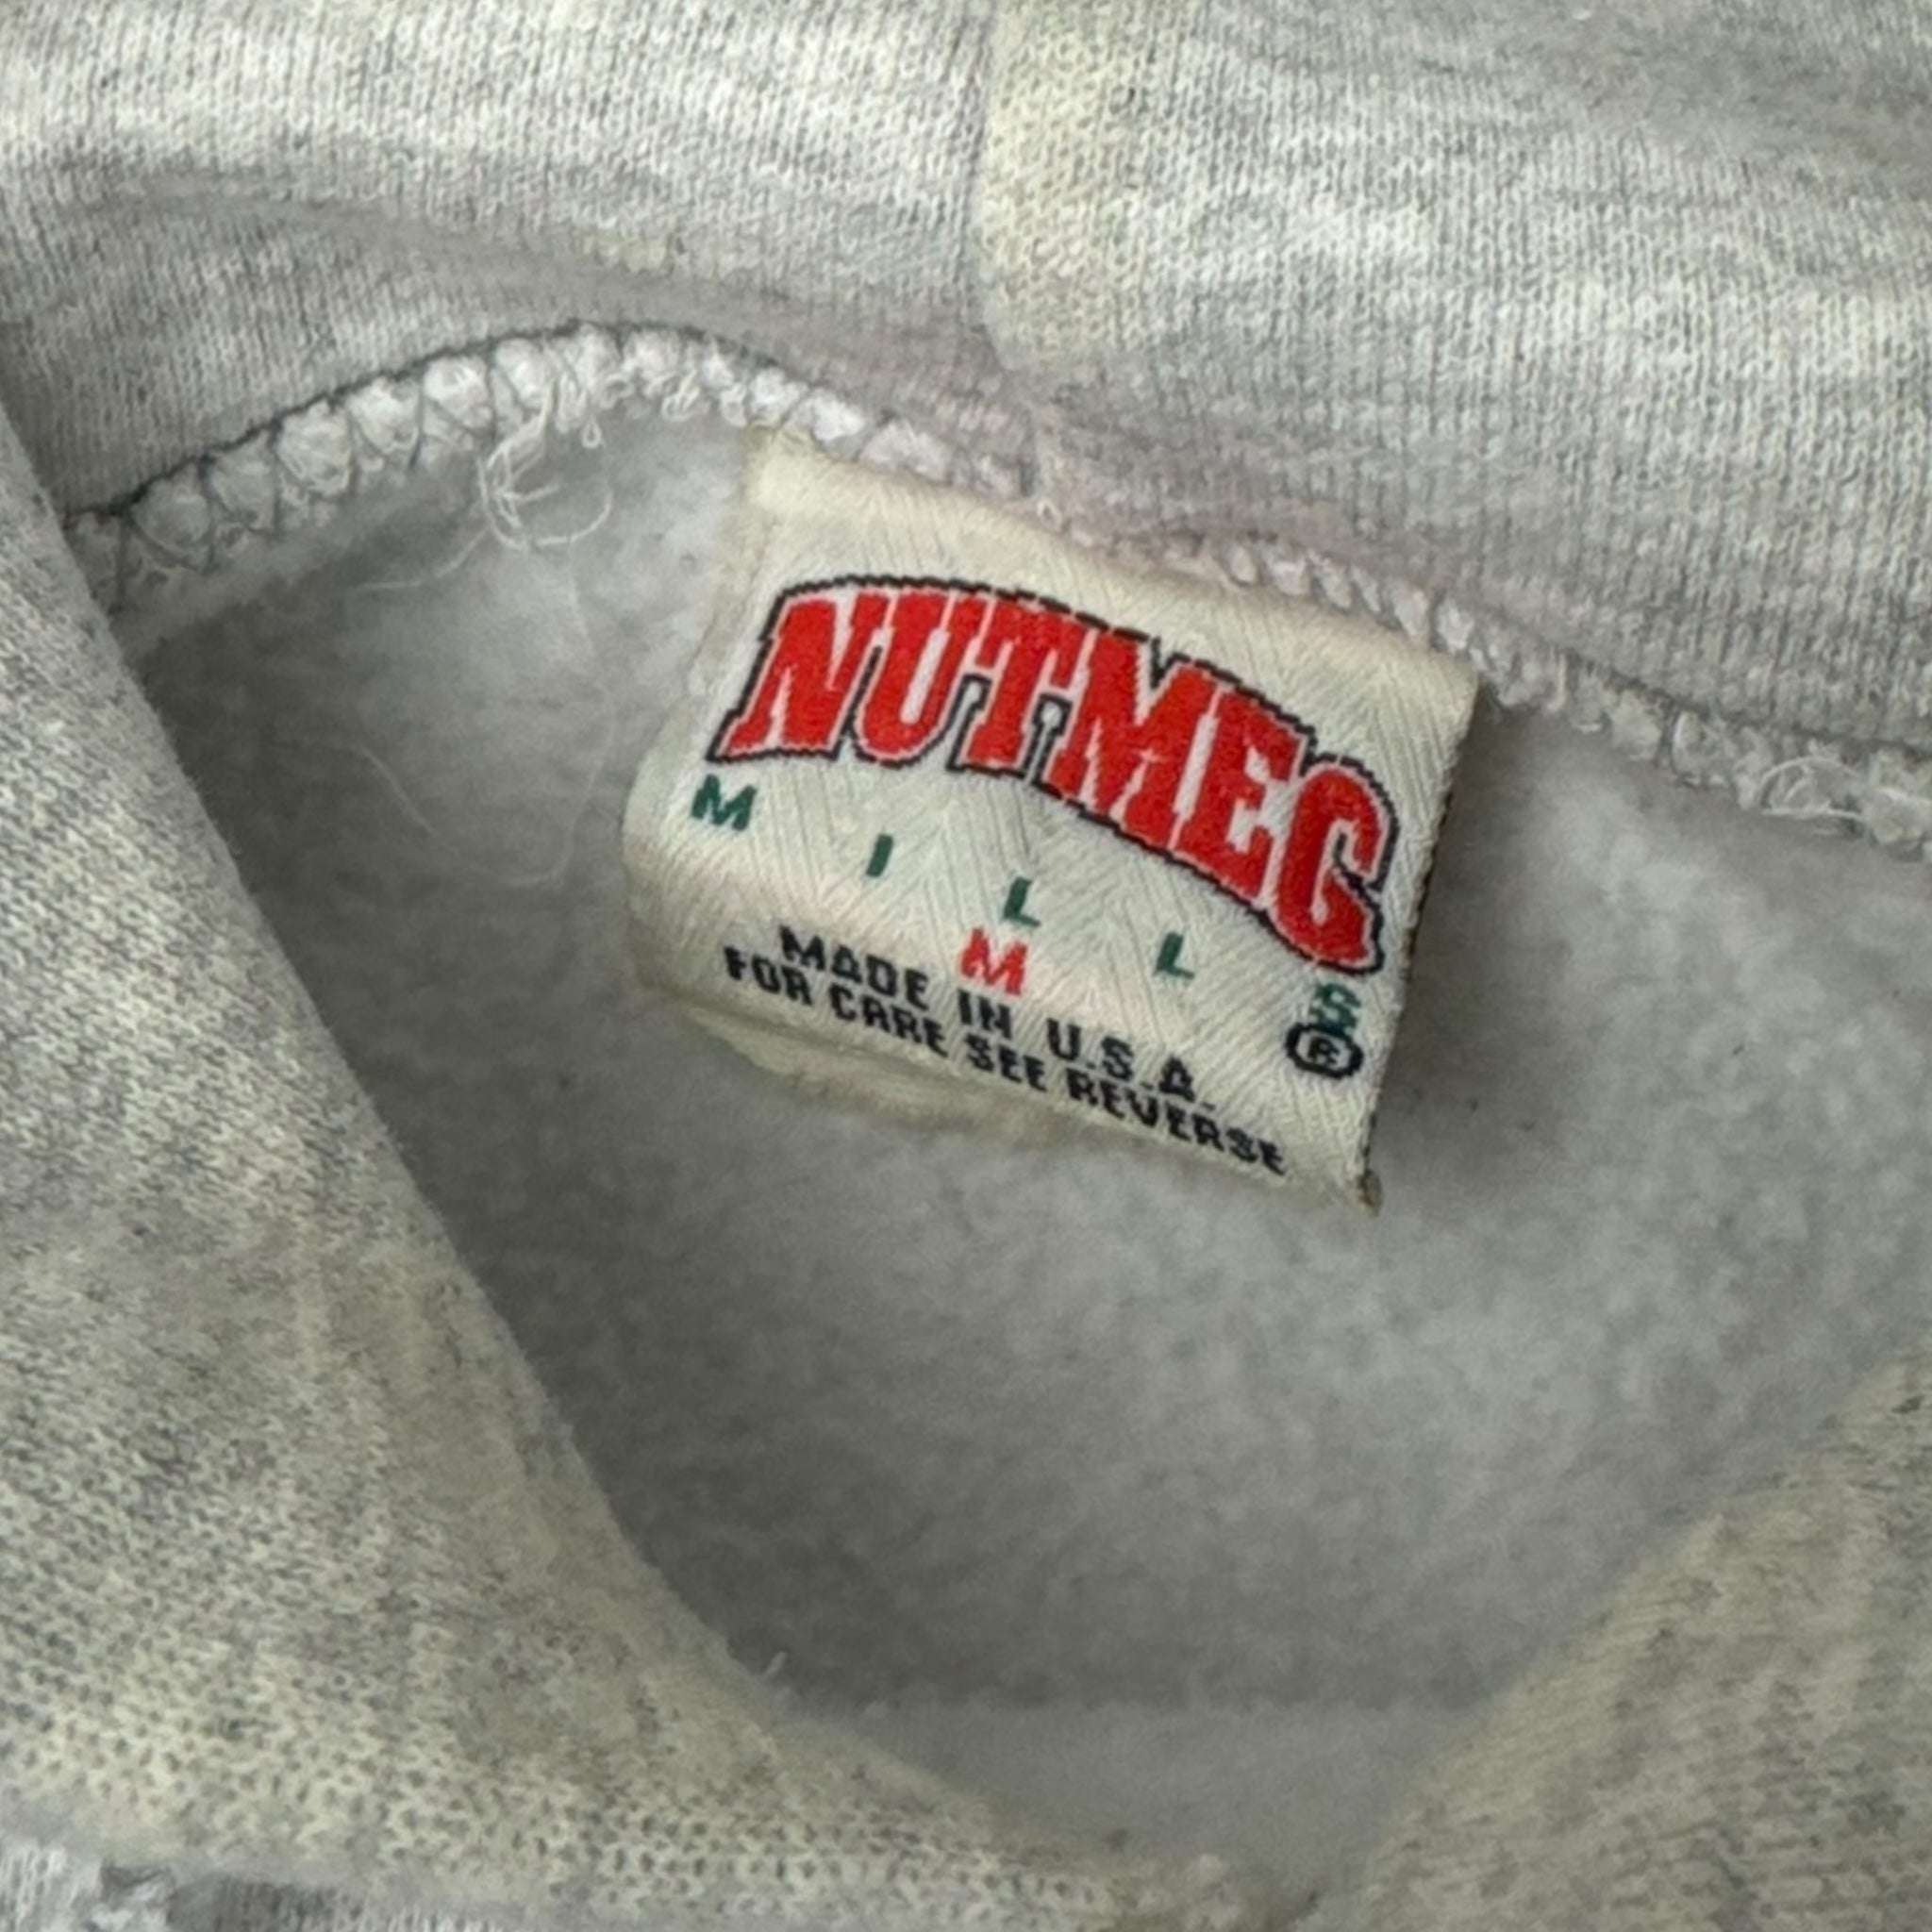 NUTMEG
MILLS
M
MADE IN U.S.A. ®
FOR CARE SEE REVERSE